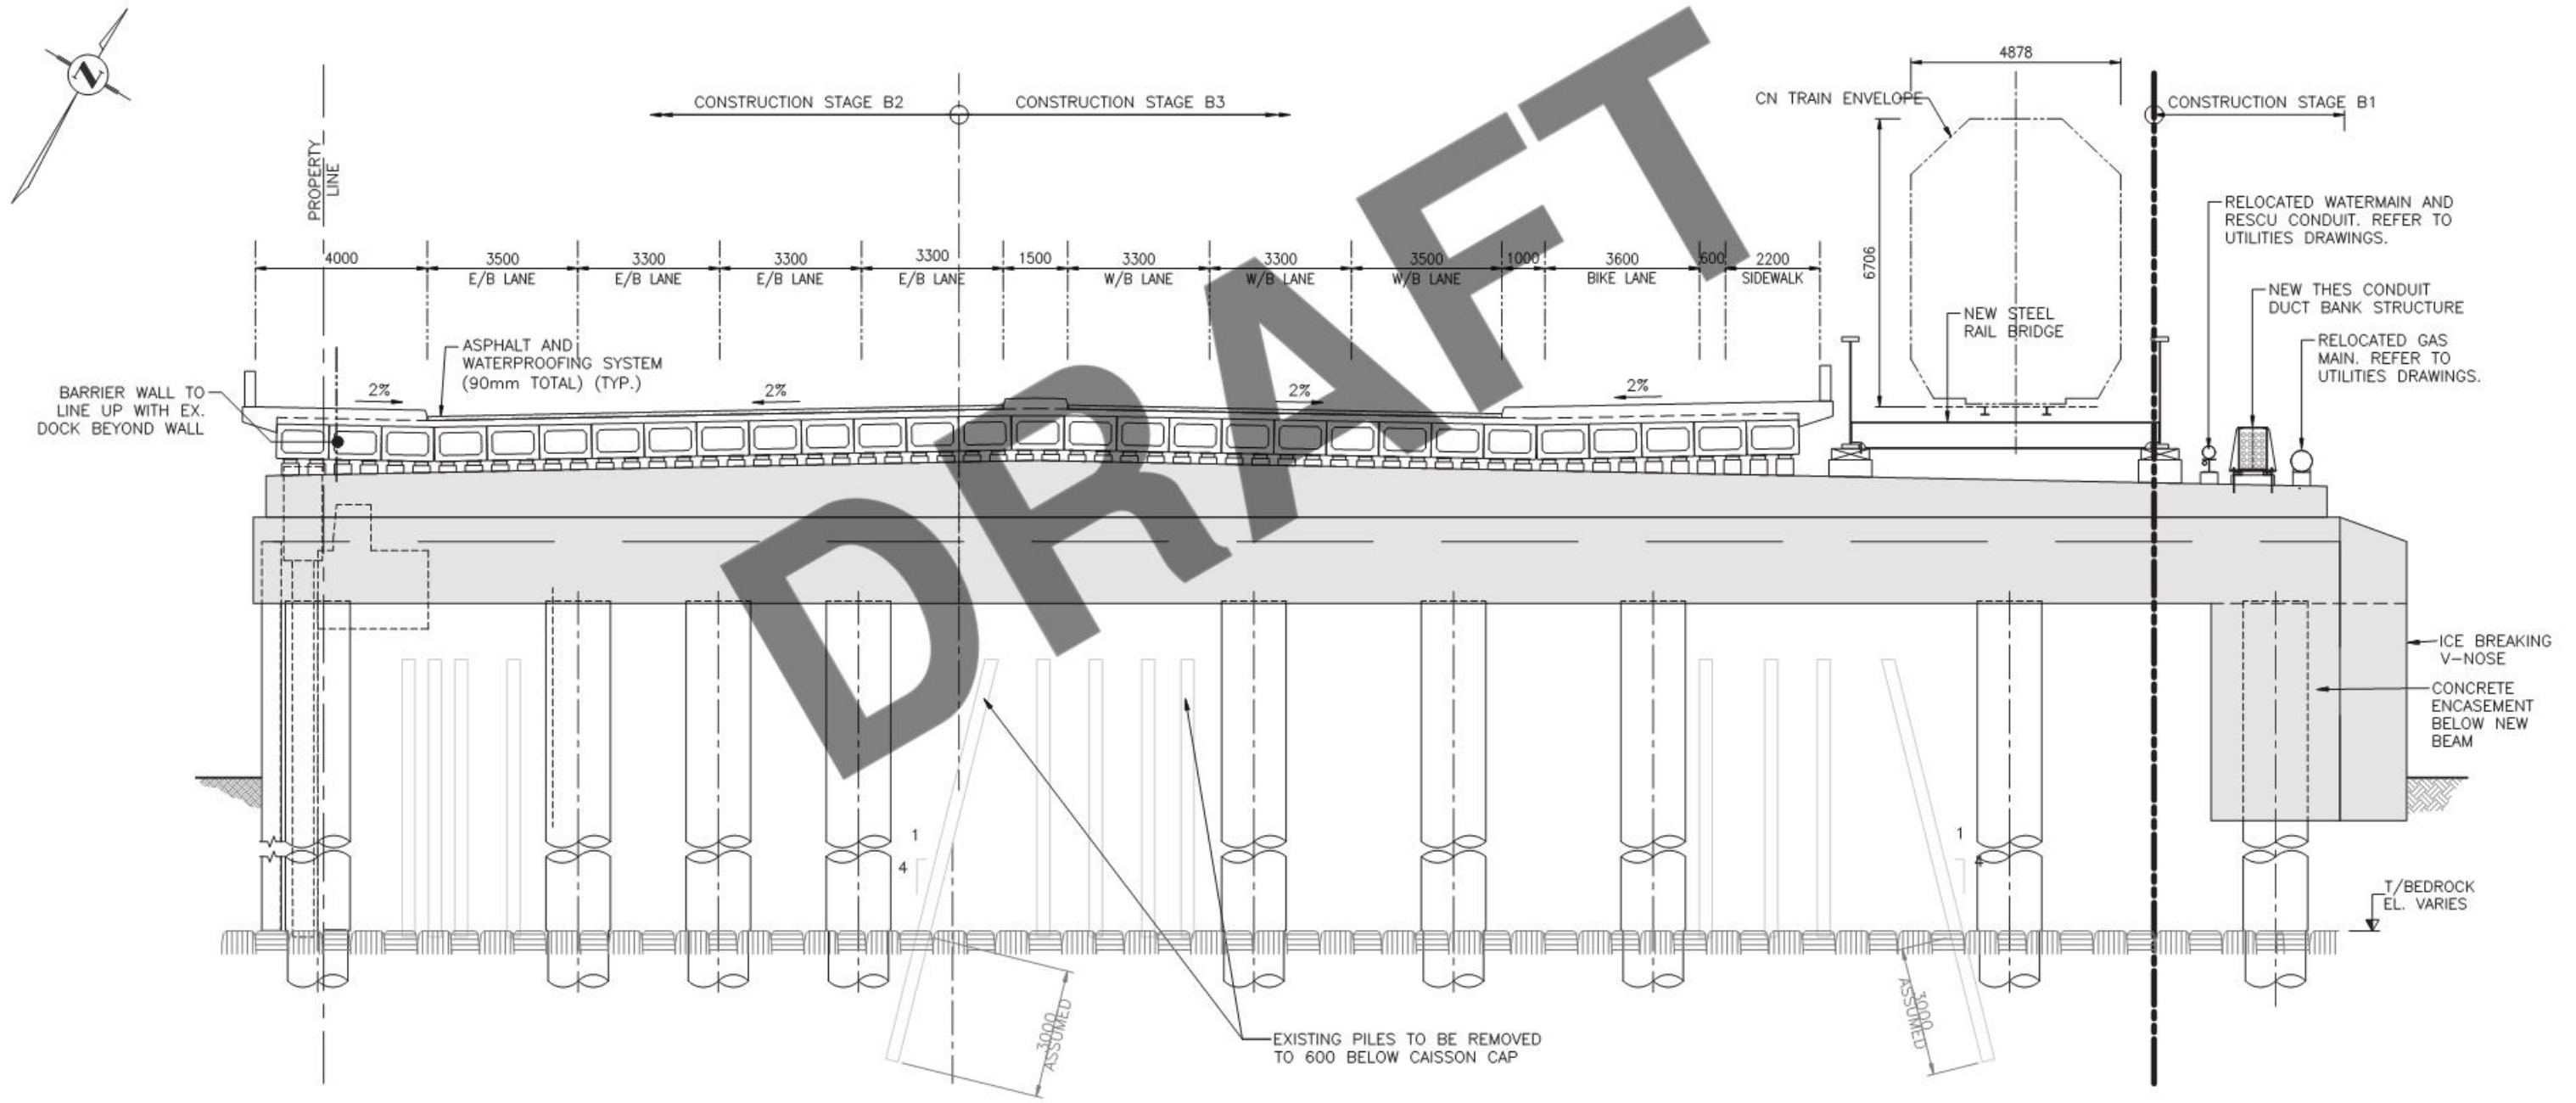 4878
CN TRAIN ENVELOPE
CONSTRUCTION STAGE B2
CONSTRUCTION STAGE B3
CONSTRUCTION STAGE B1
N
PROPERTY
LINE
6706
RELOCATED WATERMAIN AND
RESCU CONDUIT. REFER TO
UTILITIES DRAWINGS.
4000
3500
3300
3300
3300
1500
3300
3300
3500
1000
3600
600
2200
E/B LANE
E/B LANE
E/B LANE
E/B LANE
W/B LANE
W/B LANE
W/B LANE
BIKE LANE
SIDEWALK
NEW THES CONDUIT
DUCT BANK STRUCTURE
NEW STEEL
RAIL BRIDGE
RELOCATED GAS
MAIN. REFER TO
UTILITIES DRAWINGS.
ASPHALT AND
WATERPROOFING SYSTEM
(90mm TOTAL) (TYP.)
BARRIER WALL TO
LINE UP WITH EX.
DOCK BEYOND WALL
2%
2%
2%
2%
DRAFT
ICE BREAKING
V-NOSE
CONCRETE
ENCASEMENT
BELOW NEW
BEAM
1
4
1
4
T/BEDROCK
EL. VARIES
3000
ASSUMED
3000
ASSUMED
EXISTING PILES TO BE REMOVED
TO 600 BELOW CAISSON CAP